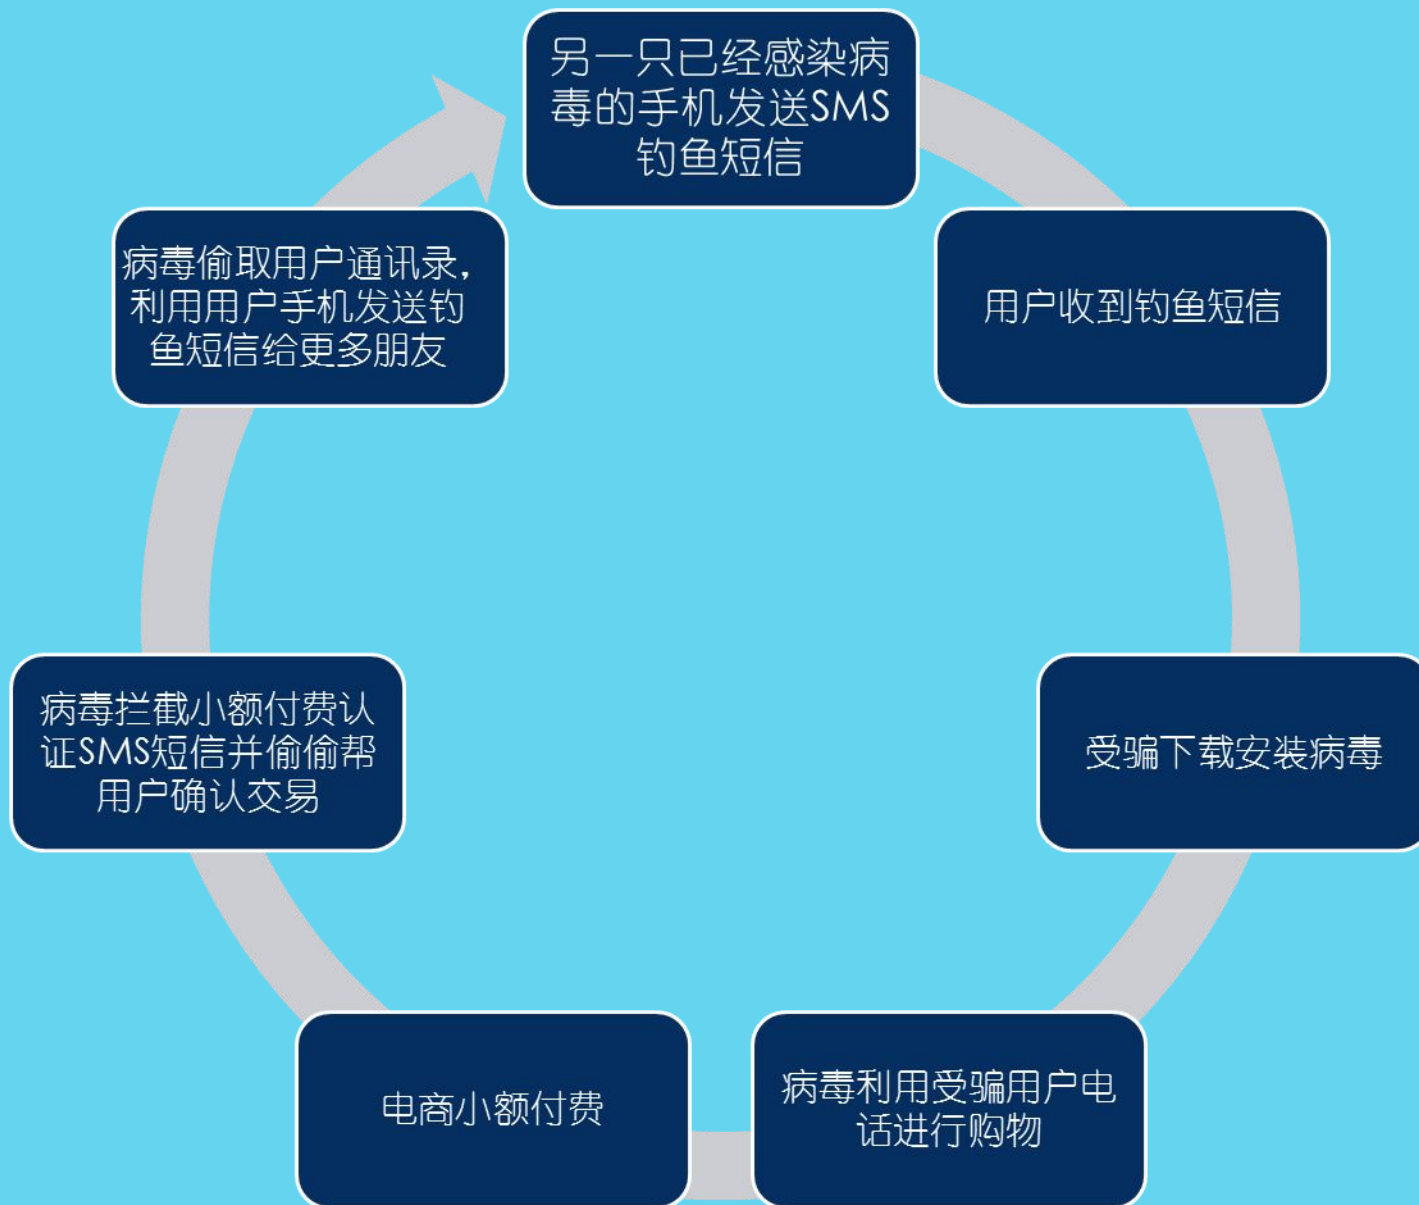 另一只已经感染病
毒的手机发送SMS
钓鱼短信
用户收到钓鱼短信
受骗下载安装病毒
病毒利用受骗用户电
话进行购物
电商小额付费
病毒拦截小额付费认
证SMS短信并偷偷帮
用户确认交易
病毒偷取用户通讯录，
利用用户手机发送钓
鱼短信给更多朋友